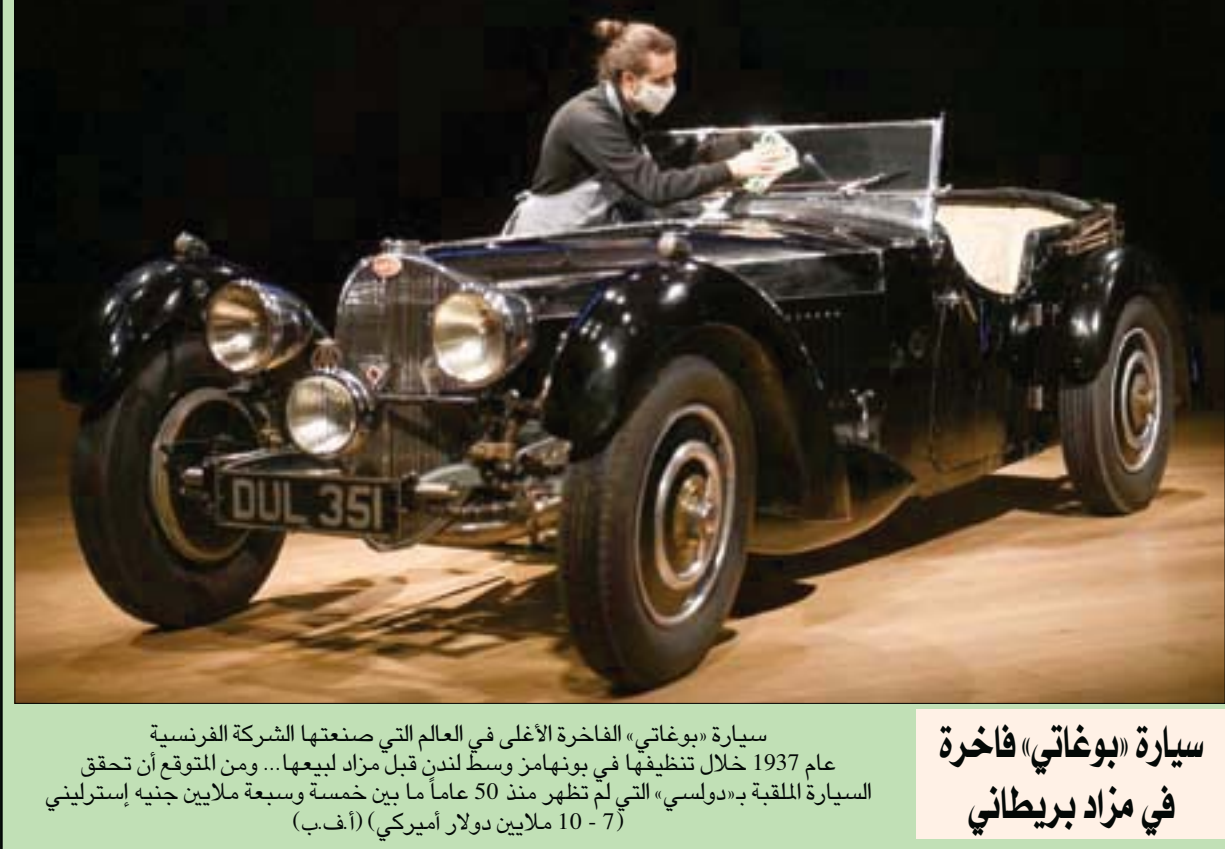 DUL 351
سيارة «بوغاتي» فاخرة
في مزاد بريطاني
سيارة «بوغاتي» الفاخرة الأغلى في العالم التي صنعتها الشركة الفرنسية
عام 1937 خلال تنظيفها في بونهامز وسط لندن قبل مزاد لبيعها... ومن المتوقع أن تحقق
السيارة الملقبة بـ«دولسي» التي لم تظهر منذ 50 عاماً ما بين خمسة وسبعة ملايين جنيه إسترليني
(7 - 10 ملايين دولار أميركي) (أ.ف.ب)